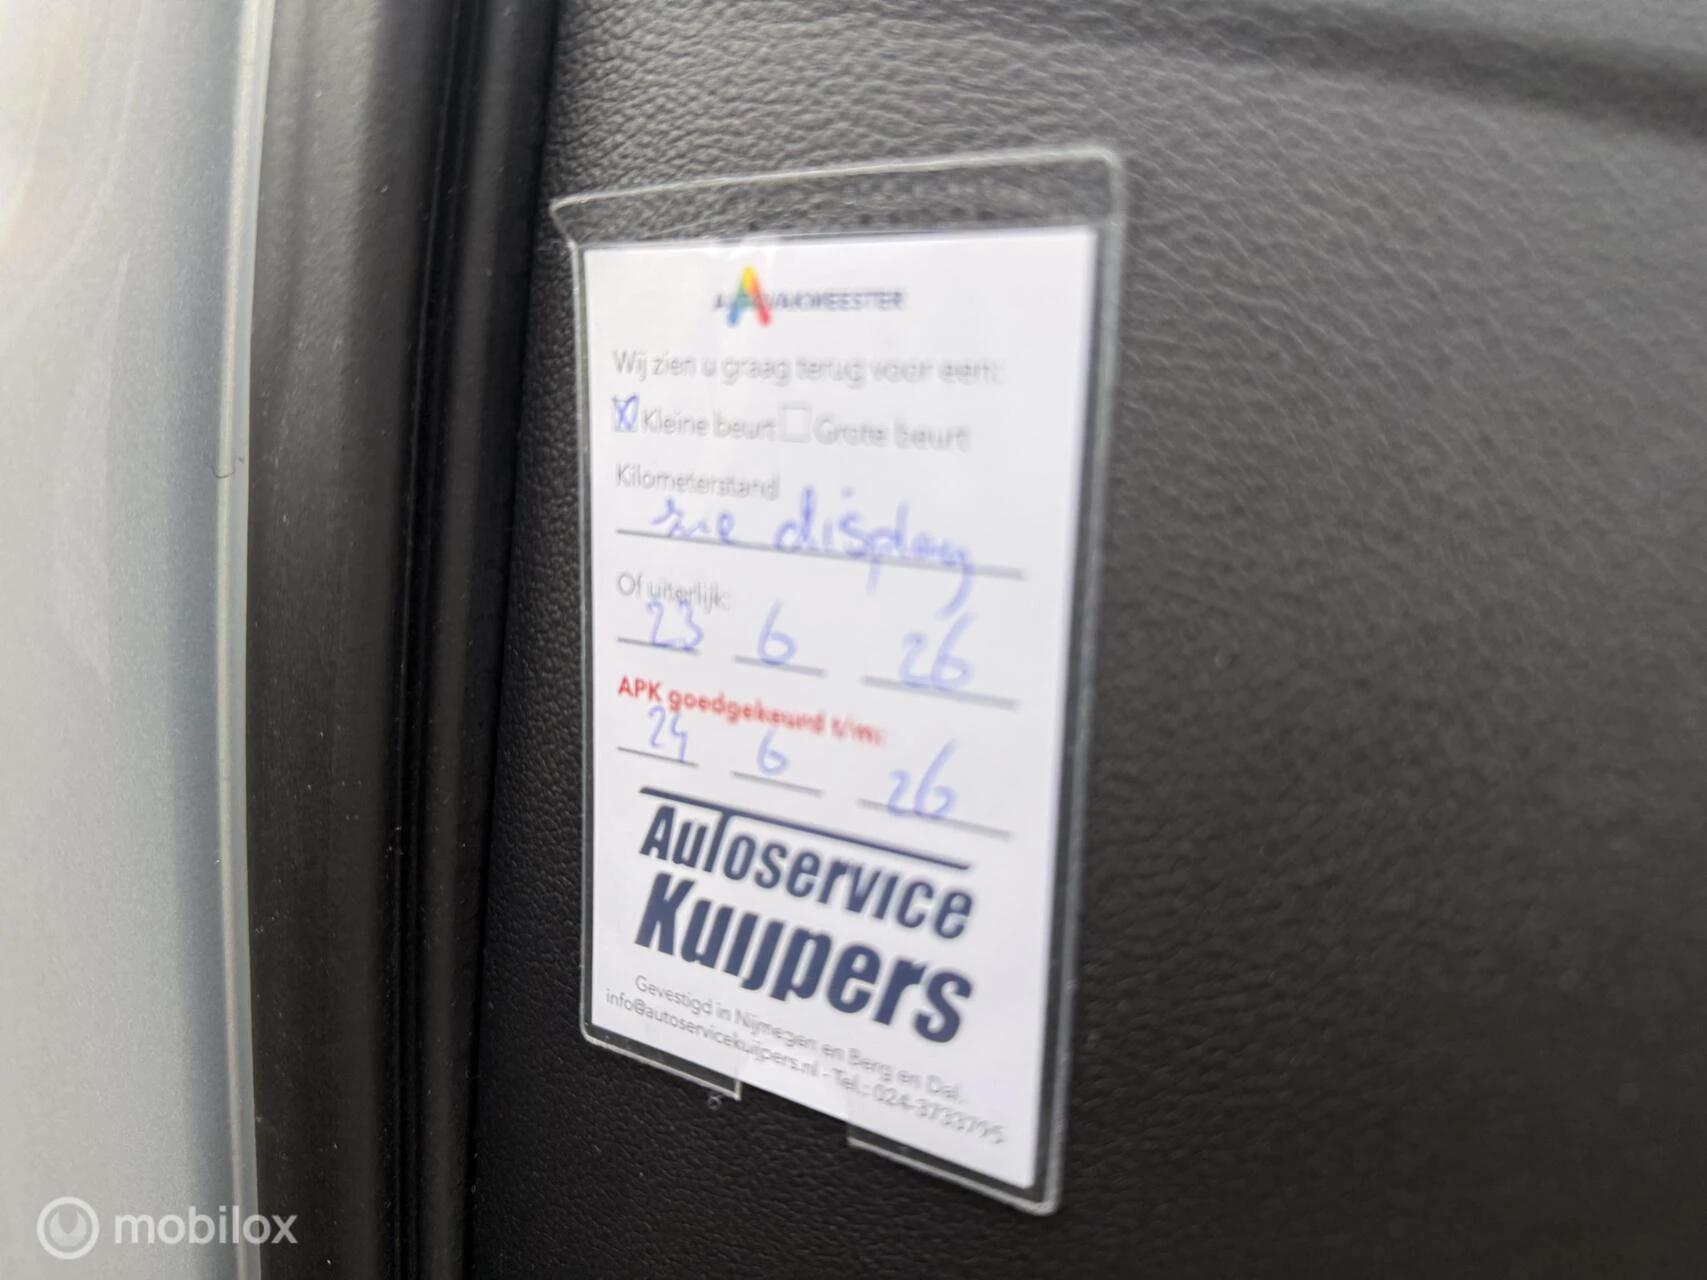 AUTOVAKMEESTER
Wij zien u graag terug voor een:
X Kleine beurt Grote beurt
Kilometerstand
zie display
Of uiterlijk:
23 6 26
APK goedgekeurd t/m:
24 6 26
Autoservice
Kuijpers
Gevestigd in Nijmegen en Berg en Dal.
info@autoservicekuijpers.nl - Tel.: 024-3733795
mobilox